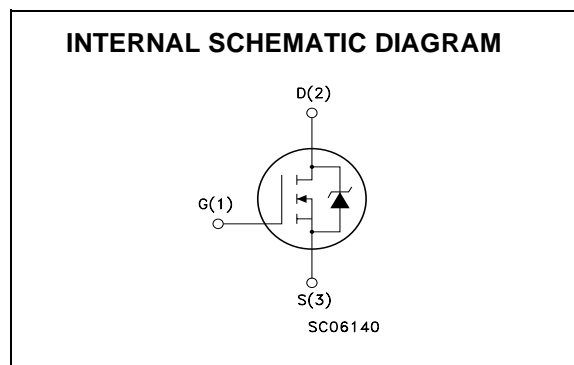 INTERNAL SCHEMATIC DIAGRAM
D(2)
G(1)
S(3)
SC06140